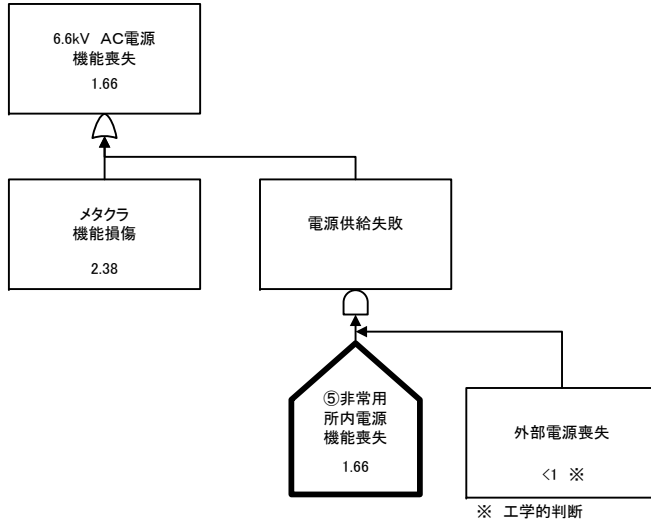 6.6kV AC電源
機能喪失
1.66
メタクラ
機能損傷
2.38
電源供給失敗
⑤非常用
所内電源
機能喪失
1.66
外部電源喪失
<1 ※
※ 工学的判断